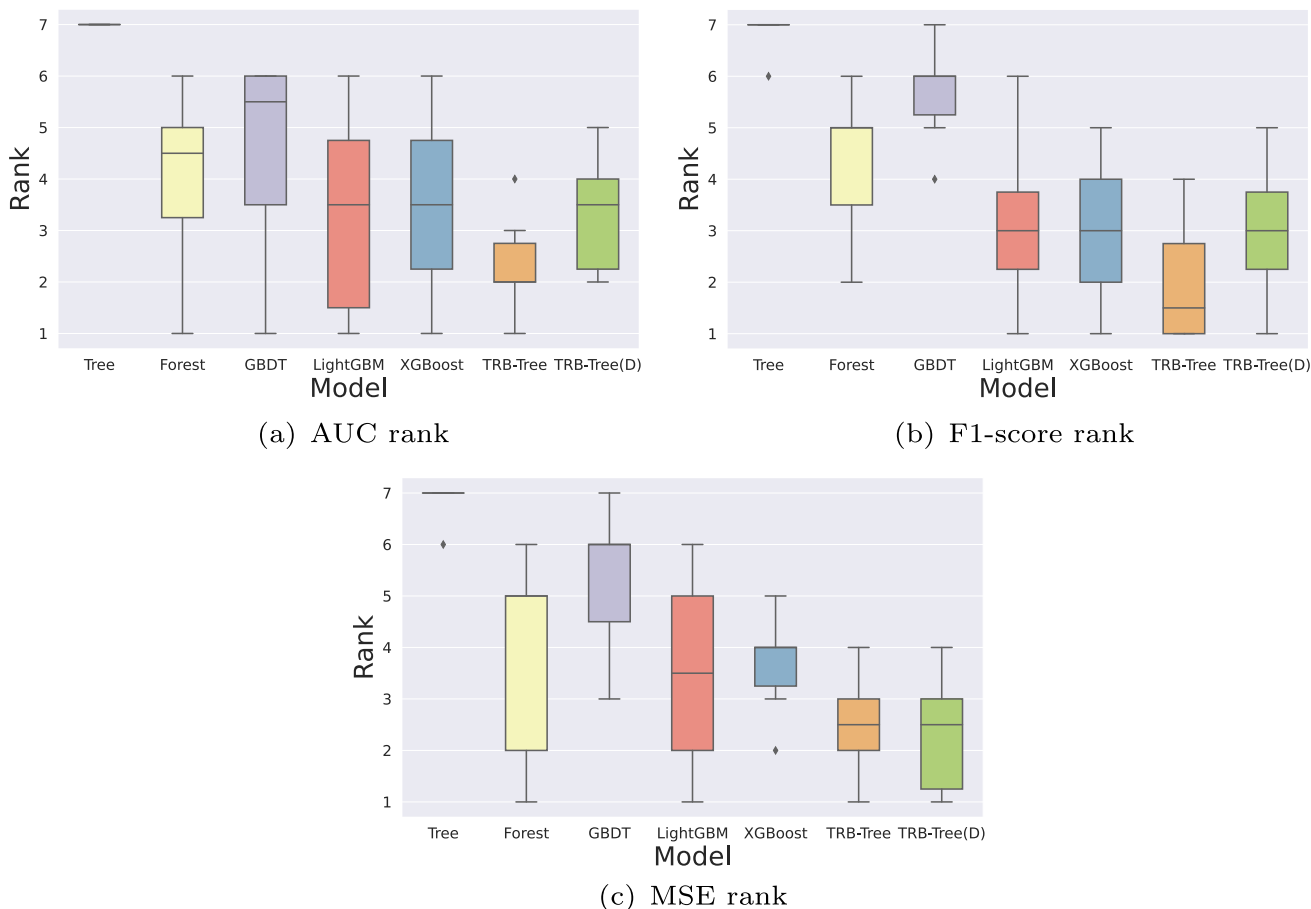 7
6
5
4
3
2
1
Rank
Tree Forest GBDT LightGBM XGBoost TRB-Tree TRB-Tree(D)
Model
(a) AUC rank
7
6
5
4
3
2
1
Rank
Tree Forest GBDT LightGBM XGBoost TRB-Tree TRB-Tree(D)
Model
(b) F1-score rank
7
6
5
4
3
2
1
Rank
Tree Forest GBDT LightGBM XGBoost TRB-Tree TRB-Tree(D)
Model
(c) MSE rank